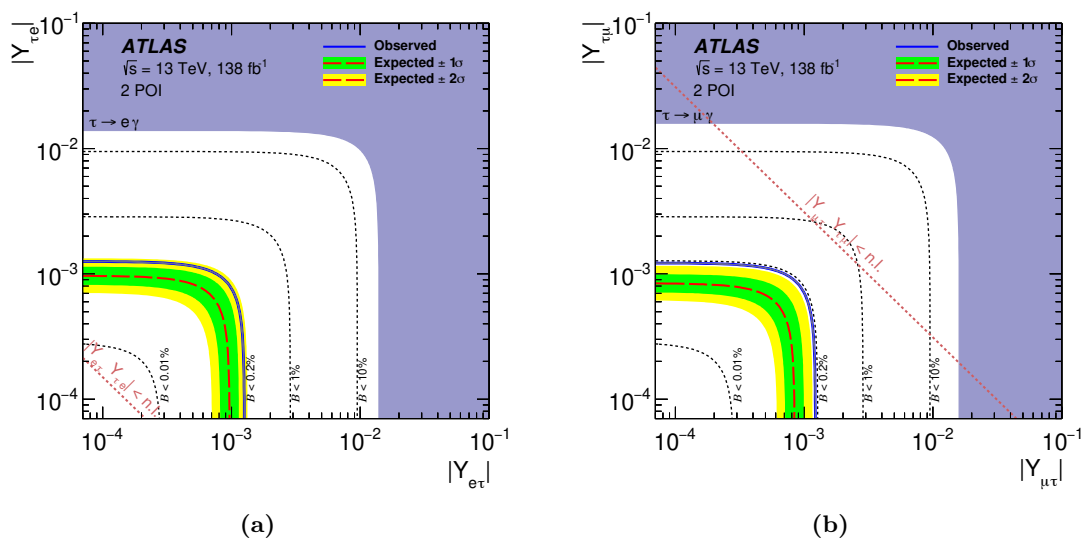 |Y_τe|
10⁻¹
ATLAS
√s = 13 TeV, 138 fb⁻¹
2 POI
Observed
Expected ± 1σ
Expected ± 2σ
τ → e γ
10⁻²
10⁻³
10⁻⁴
|Y_eτ Y_τe| < n.l.
B < 0.01%
B < 0.2%
B < 1%
B < 10%
10⁻⁴ 10⁻³ 10⁻² 10⁻¹
|Y_eτ|
(a)
|Y_τμ|
10⁻¹
ATLAS
√s = 13 TeV, 138 fb⁻¹
2 POI
Observed
Expected ± 1σ
Expected ± 2σ
τ → μ γ
10⁻²
10⁻³
10⁻⁴
|Y_μτ Y_τμ| < n.l.
B < 0.01%
B < 0.2%
B < 1%
B < 10%
10⁻⁴ 10⁻³ 10⁻² 10⁻¹
|Y_μτ|
(b)